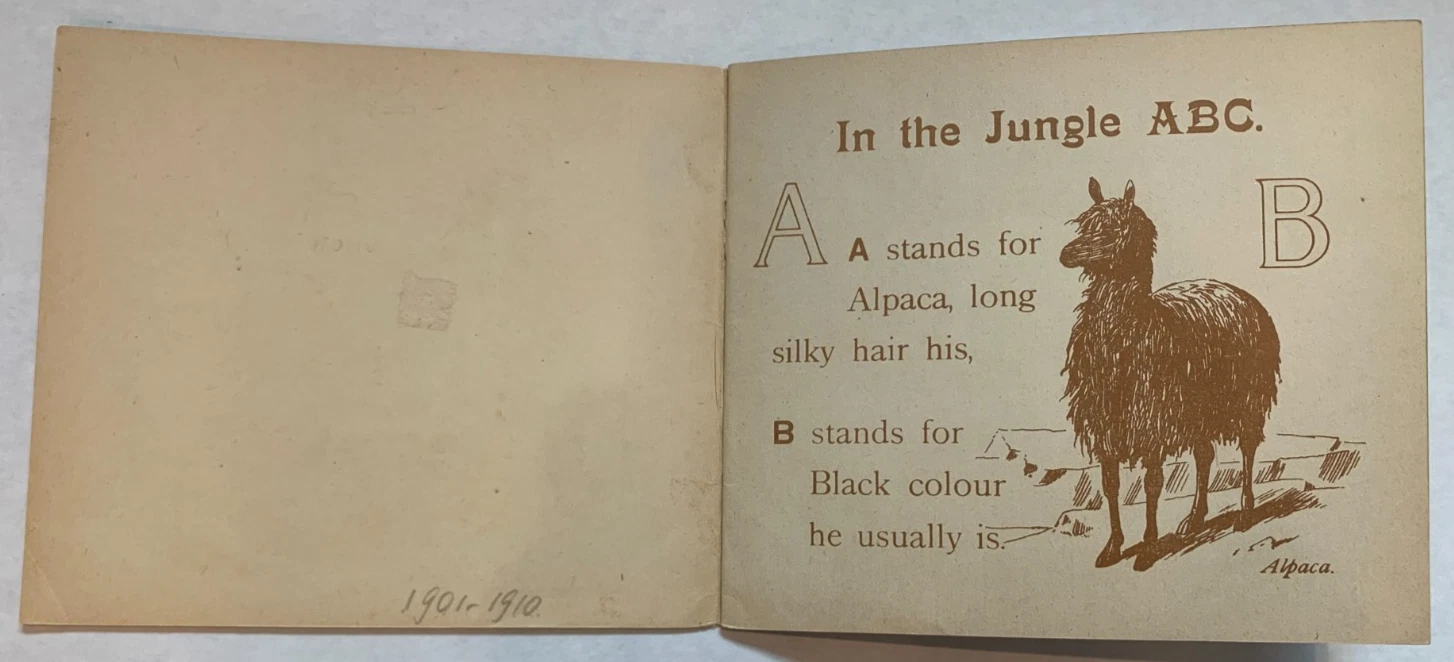 1901-1910.
In the Jungle ABC.
A
B
A stands for
Alpaca, long
silky hair his,
B stands for
Black colour
he usually is.
Alpaca.